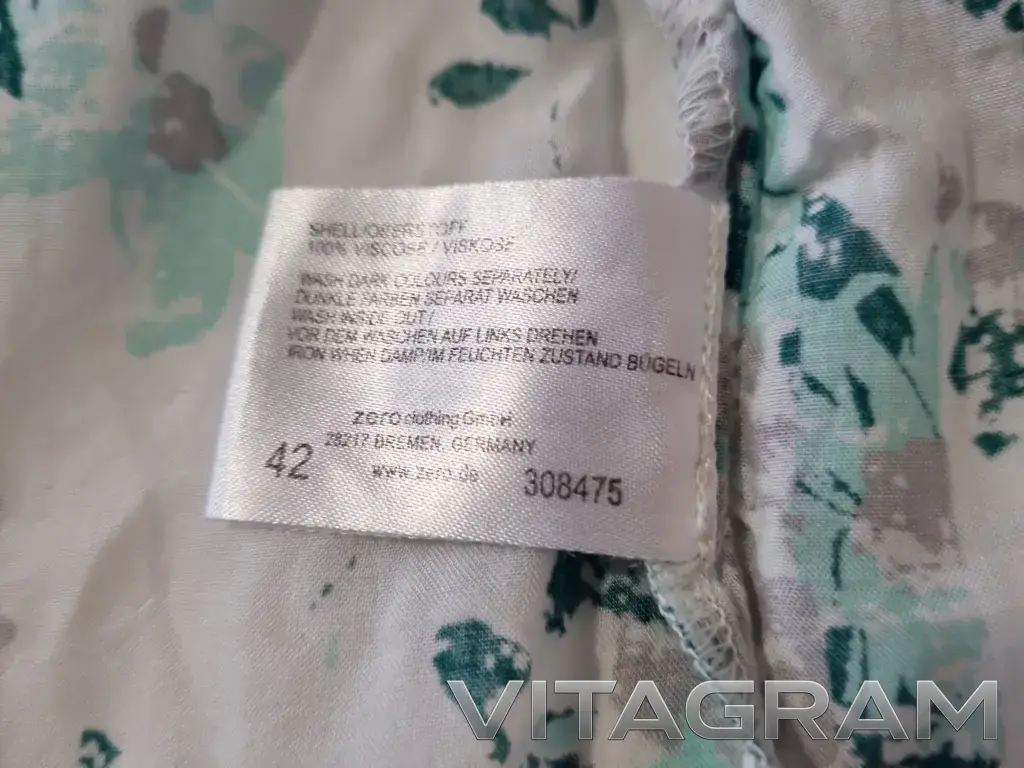 SHELL/OBERSTOFF
100% VISCOSE / VISKOSE
WASH DARK COLOURS SEPARATELY/
DUNKLE FARBEN SEPARAT WASCHEN
WASH INSIDE OUT/
VOR DEM WASCHEN AUF LINKS DREHEN
IRON WHEN DAMP/IM FEUCHTEN ZUSTAND BÜGELN
zero clothing GmbH
28217 BREMEN, GERMANY
42 www.zero.de 308475
VITAGRAM